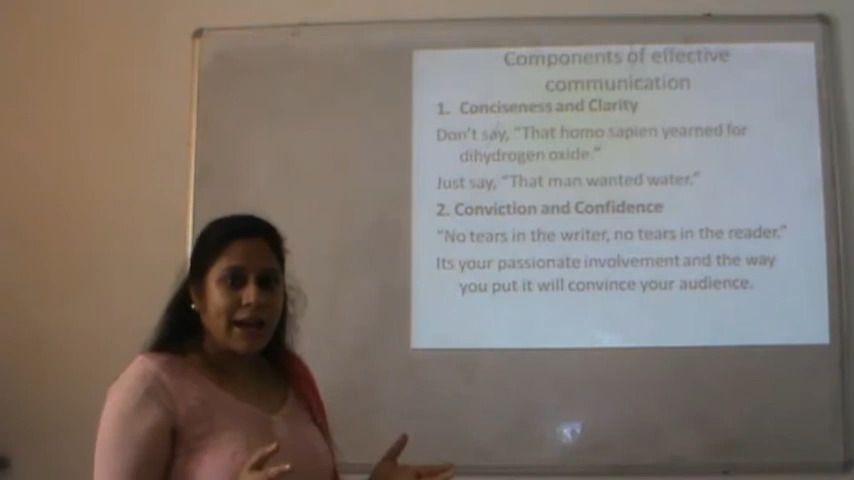 Components of effective
communication
1. Conciseness and Clarity
Don't say, "That homo sapien yearned for
dihydrogen oxide."
Just say, "That man wanted water."
2. Conviction and Confidence
"No tears in the writer, no tears in the reader."
Its your passionate involvement and the way
you put it will convince your audience.